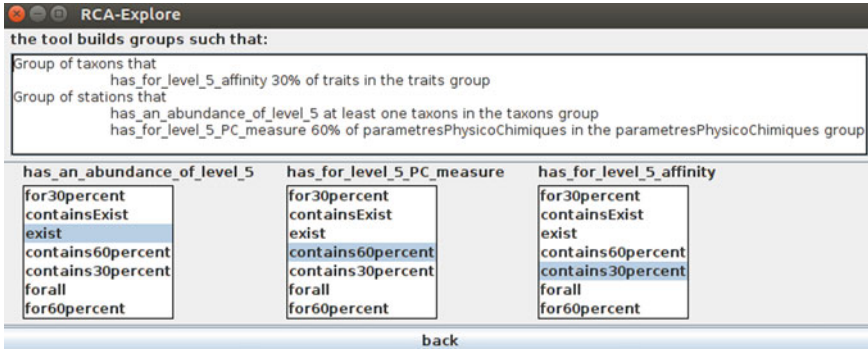 RCA-Explore
the tool builds groups such that:
Group of taxons that
has_for_level_5_affinity 30% of traits in the traits group
Group of stations that
has_an_abundance_of_level_5 at least one taxons in the taxons group
has_for_level_5_PC_measure 60% of parametresPhysicoChimiques in the parametresPhysicoChimiques group
has_an_abundance_of_level_5 has_for_level_5_PC_measure has_for_level_5_affinity
for30percent for30percent for30percent
containsExist containsExist containsExist
exist exist exist
contains60percent contains60percent contains60percent
contains30percent contains30percent contains30percent
forall forall forall
for60percent for60percent for60percent
back